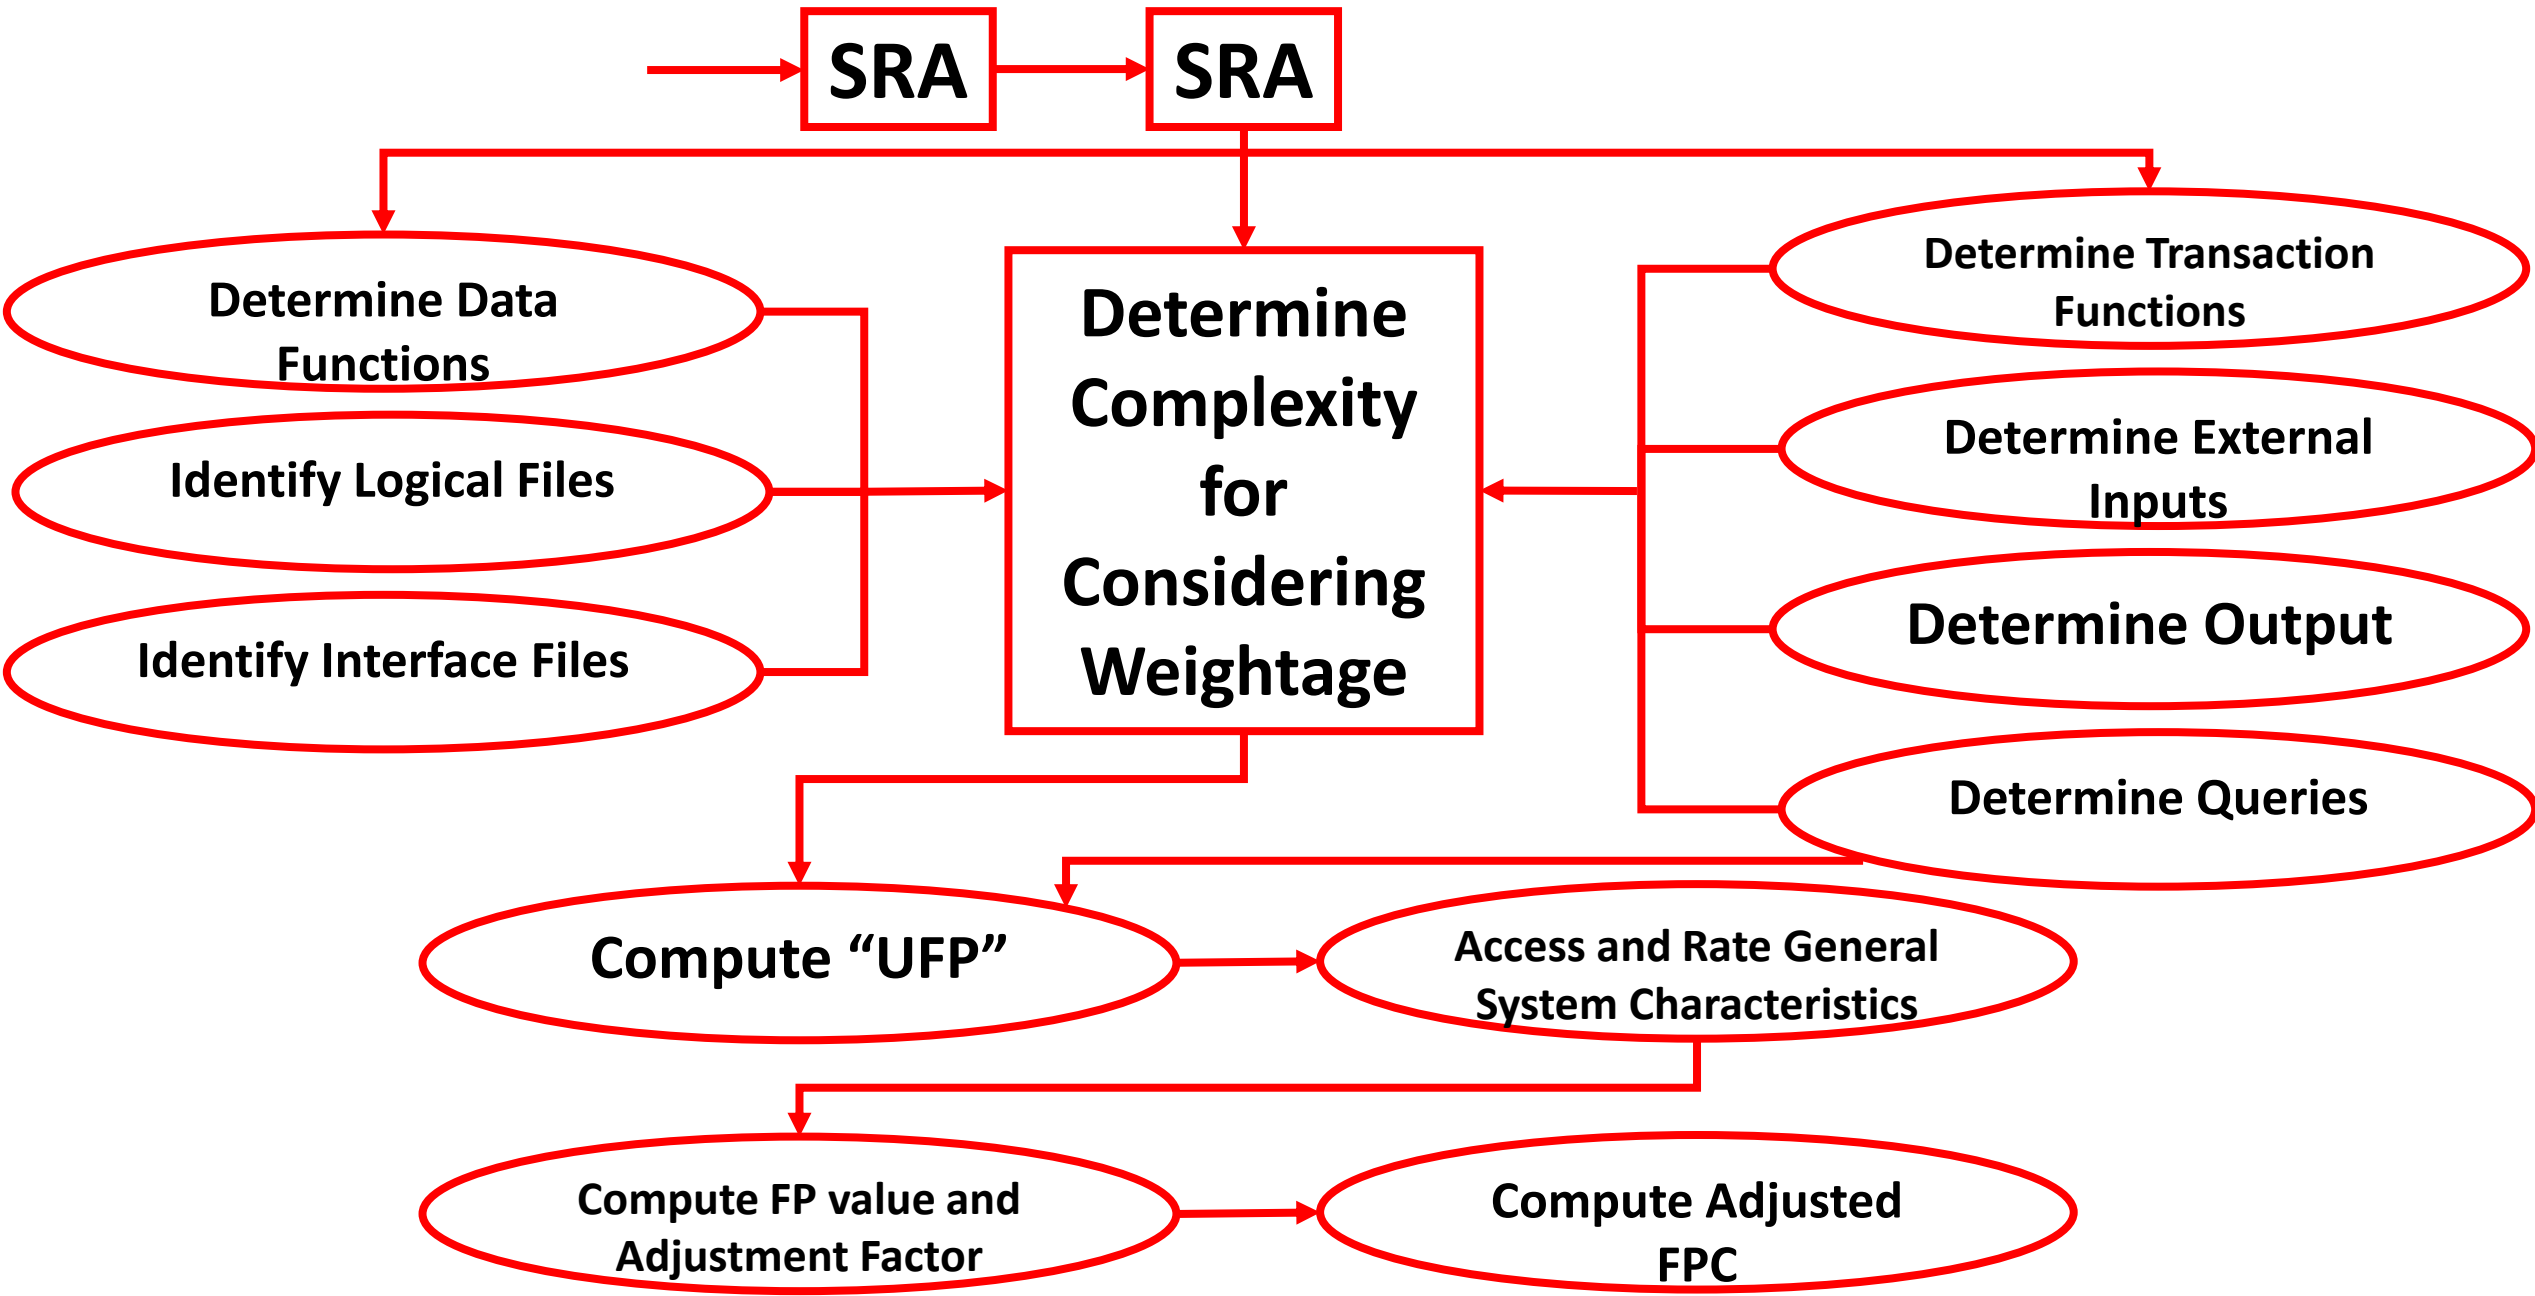 SRA
SRA
Determine Data
Functions
Identify Logical Files
Identify Interface Files
Determine
Complexity
for
Considering
Weightage
Determine Transaction
Functions
Determine External
Inputs
Determine Output
Determine Queries
Compute “UFP”
Access and Rate General
System Characteristics
Compute FP value and
Adjustment Factor
Compute Adjusted
FPC